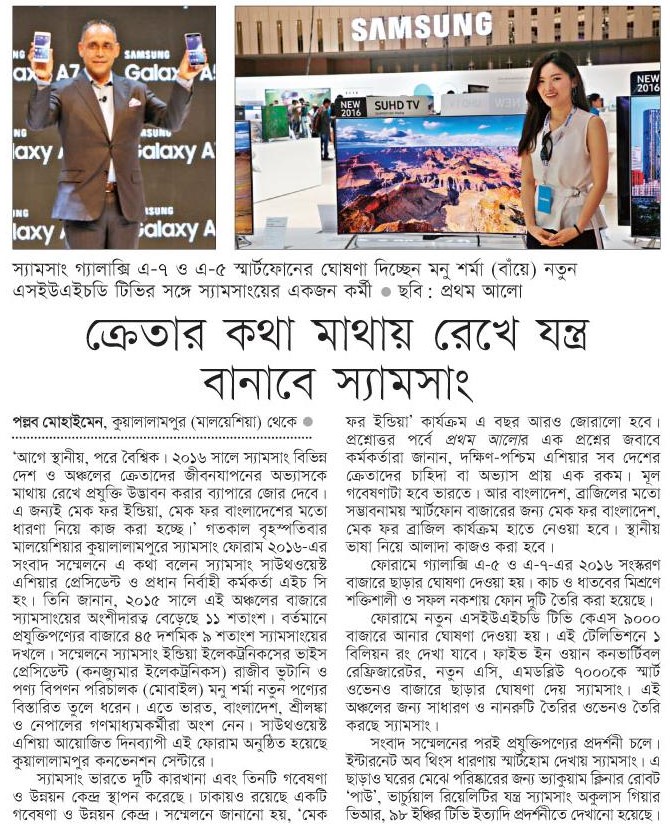 SAMSUNG
Galaxy A7
SAMSUNG
Galaxy A5
SAMSUNG
SAMSUNG
NEW
2016
SUHD TV
NEW
2016
স্যামসাং গ্যালাক্সি এ-৭ ও এ-৫ স্মার্টফোনের ঘোষণা দিচ্ছেন মনু শর্মা (বাঁয়ে) নতুন
এসইউএইচডি টিভির সঙ্গে স্যামসাংয়ের একজন কর্মী ● ছবি : প্রথম আলো
ক্রেতার কথা মাথায় রেখে যন্ত্র
বানাবে স্যামসাং
পল্লব মোহাইমেন, কুয়ালালামপুর (মালয়েশিয়া) থেকে ●
'আগে স্থানীয়, পরে বৈশ্বিক। ২০১৬ সালে স্যামসাং বিভিন্ন
দেশ ও অঞ্চলের ক্রেতাদের জীবনযাপনের অভ্যাসকে
মাথায় রেখে প্রযুক্তি উদ্ভাবন করার ব্যাপারে জোর দেবে।
এ জন্যই মেক ফর ইন্ডিয়া, মেক ফর বাংলাদেশের মতো
ধারণা নিয়ে কাজ করা হচ্ছে।' গতকাল বৃহস্পতিবার
মালয়েশিয়ার কুয়ালালামপুরে স্যামসাং ফোরাম ২০১৬-এর
সংবাদ সম্মেলনে এ কথা বলেন স্যামসাং সাউথওয়েস্ট
এশিয়ার প্রেসিডেন্ট ও প্রধান নির্বাহী কর্মকর্তা এইচ সি
হং। তিনি জানান, ২০১৫ সালে এই অঞ্চলের বাজারে
স্যামসাংয়ের অংশীদারত্ব বেড়েছে ১১ শতাংশ। বর্তমানে
প্রযুক্তিপণ্যের বাজারে ৪৫ দশমিক ৯ শতাংশ স্যামসাংয়ের
দখলে। সম্মেলনে স্যামসাং ইন্ডিয়া ইলেকট্রনিকসের ভাইস
প্রেসিডেন্ট (কনজ্যুমার ইলেকট্রনিকস) রাজীব ভুটানি ও
পণ্য বিপণন পরিচালক (মোবাইল) মনু শর্মা নতুন পণ্যের
বিস্তারিত তুলে ধরেন। এতে ভারত, বাংলাদেশ, শ্রীলঙ্কা
ও নেপালের গণমাধ্যমকর্মীরা অংশ নেন। সাউথওয়েস্ট
এশিয়া আয়োজিত দিনব্যাপী এই ফোরাম অনুষ্ঠিত হয়েছে
কুয়ালালামপুর কনভেনশন সেন্টারে।
স্যামসাং ভারতে দুটি কারখানা এবং তিনটি গবেষণা
ও উন্নয়ন কেন্দ্র স্থাপন করেছে। ঢাকায়ও রয়েছে একটি
গবেষণা ও উন্নয়ন কেন্দ্র। সম্মেলনে জানানো হয়, 'মেক
ফর ইন্ডিয়া' কার্যক্রম এ বছর আরও জোরালো হবে।
প্রশ্নোত্তর পর্বে প্রথম আলোর এক প্রশ্নের জবাবে
কর্মকর্তারা জানান, দক্ষিণ-পশ্চিম এশিয়ার সব দেশের
ক্রেতাদের চাহিদা বা অভ্যাস প্রায় এক রকম। মূল
গবেষণাটা হবে ভারতে। আর বাংলাদেশ, ব্রাজিলের মতো
সম্ভাবনাময় স্মার্টফোন বাজারের জন্য মেক ফর বাংলাদেশ,
মেক ফর ব্রাজিল কার্যক্রম হাতে নেওয়া হবে। স্থানীয়
ভাষা নিয়ে আলাদা কাজও করা হবে।
ফোরামে গ্যালাক্সি এ-৫ ও এ-৭-এর ২০১৬ সংস্করণ
বাজারে ছাড়ার ঘোষণা দেওয়া হয়। কাচ ও ধাতবের মিশ্রণে
শক্তিশালী ও সফল নকশায় ফোন দুটি তৈরি করা হয়েছে।
ফোরামে নতুন এসইউএইচডি টিভি কেএস ৯০০০
বাজারে আনার ঘোষণা দেওয়া হয়। এই টেলিভিশনে ১
বিলিয়ন রং দেখা যাবে। ফাইভ ইন ওয়ান কনভার্টিবল
রেফ্রিজারেটর, নতুন এসি, এমডব্লিউ ৭০০০কে স্মার্ট
ওভেনও বাজারে ছাড়ার ঘোষণা দেয় স্যামসাং। এই
অঞ্চলের জন্য সাধারণ ও নানরুটি তৈরির ওভেনও তৈরি
করছে স্যামসাং।
সংবাদ সম্মেলনের পরই প্রযুক্তিপণ্যের প্রদর্শনী চলে।
ইন্টারনেট অব থিংস ধারণায় স্মার্টহোম দেখায় স্যামসাং। এ
ছাড়াও ঘরের মেঝে পরিষ্কারের জন্য ভ্যাকুয়াম ক্লিনার রোবট
'পাউ', ভার্চ্যুয়াল রিয়েলিটির যন্ত্র স্যামসাং অকুলাস গিয়ার
ভিআর, ৯৮ ইঞ্চির টিভি ইত্যাদি প্রদর্শনীতে দেখানো হয়েছে।